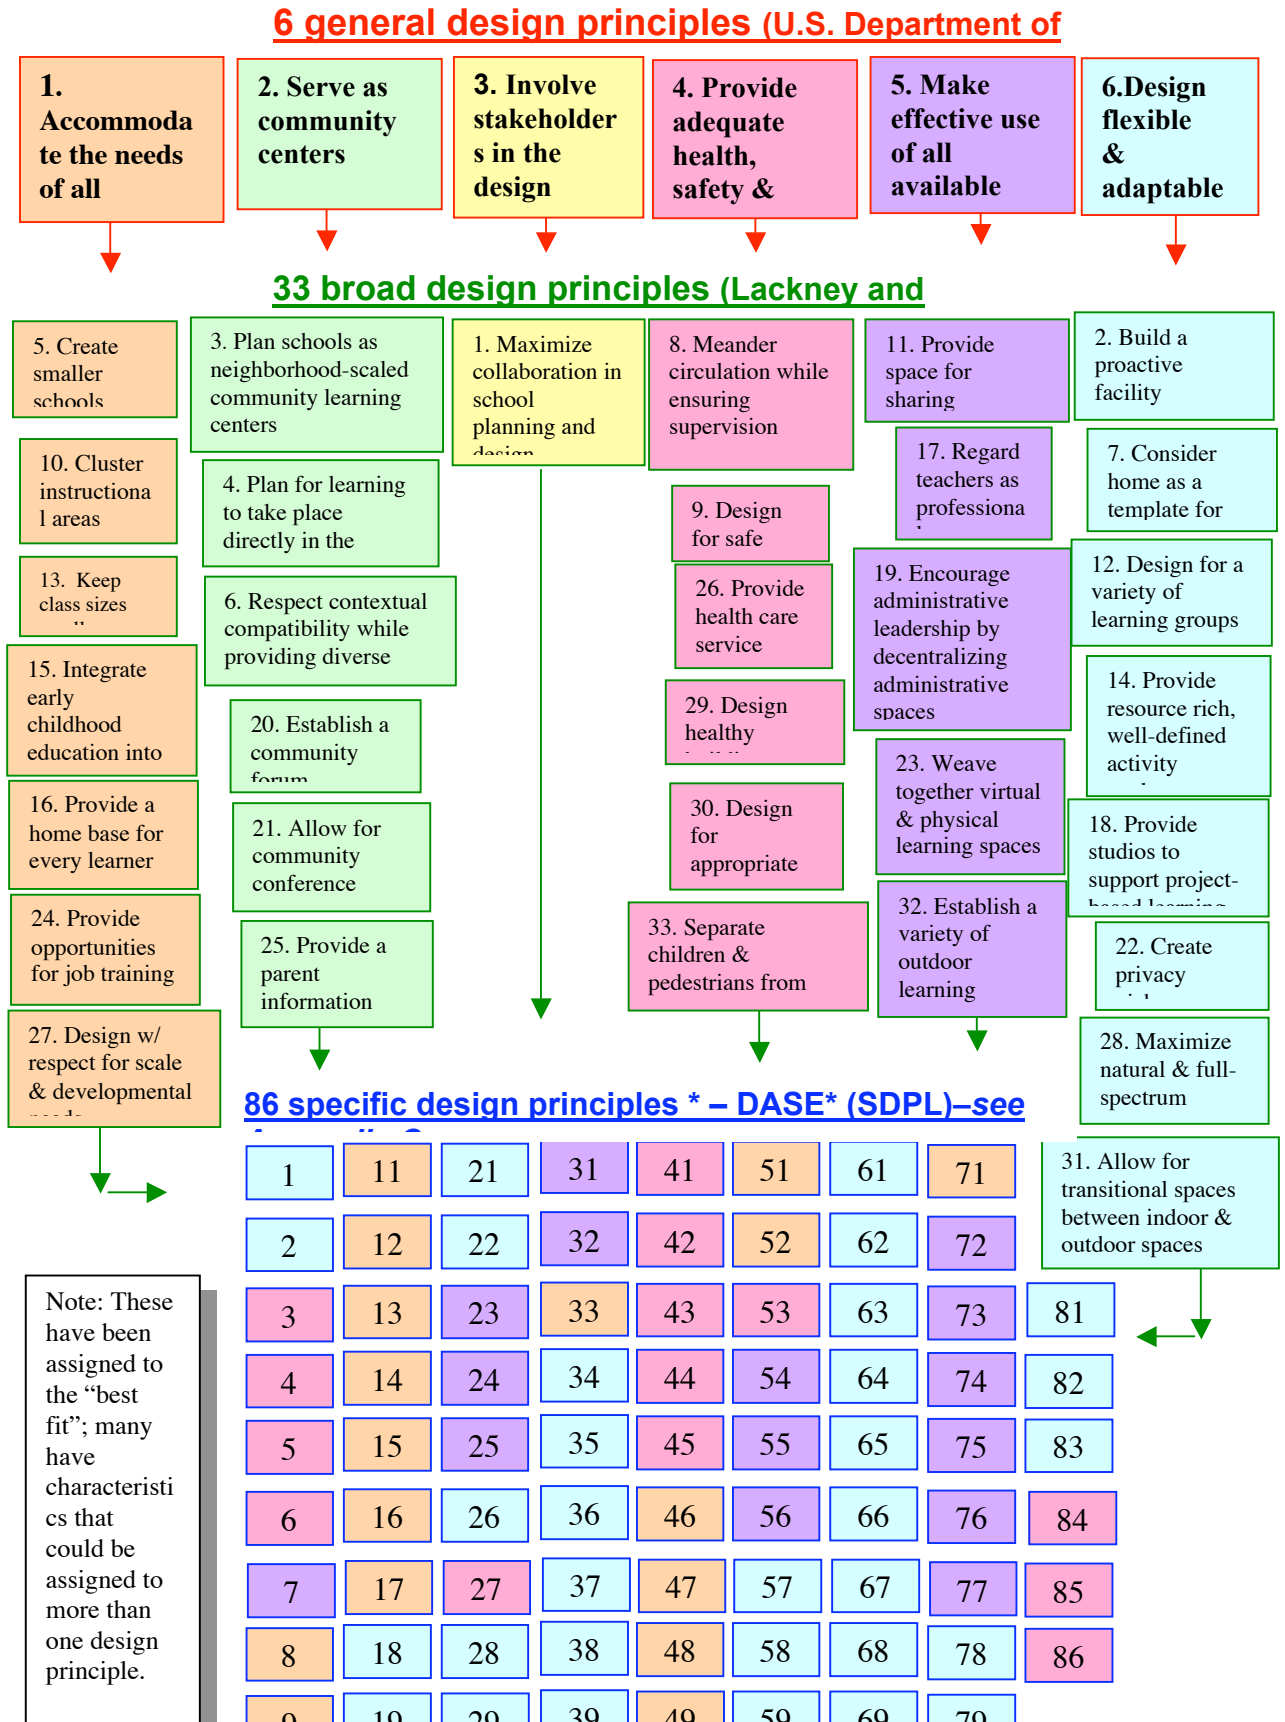 6 general design principles (U.S. Department of
1.
Accommoda
te the needs
of all
2. Serve as
community
centers
3. Involve
stakeholder
s in the
design
4. Provide
adequate
health,
safety &
5. Make
effective use
of all
available
6.Design
flexible
&
adaptable
33 broad design principles (Lackney and
5. Create
smaller
schools
10. Cluster
instructiona
l areas
13. Keep
class sizes
15. Integrate
early
childhood
education into
16. Provide a
home base for
every learner
24. Provide
opportunities
for job training
27. Design w/
respect for scale
& developmental
3. Plan schools as
neighborhood-scaled
community learning
centers
4. Plan for learning
to take place
directly in the
6. Respect contextual
compatibility while
providing diverse
20. Establish a
community
forum
21. Allow for
community
conference
25. Provide a
parent
information
1. Maximize
collaboration in
school
planning and
design
8. Meander
circulation while
ensuring
supervision
9. Design
for safe
26. Provide
health care
service
29. Design
healthy
30. Design
for
appropriate
33. Separate
children &
pedestrians from
11. Provide
space for
sharing
17. Regard
teachers as
professiona
19. Encourage
administrative
leadership by
decentralizing
administrative
spaces
23. Weave
together virtual
& physical
learning spaces
32. Establish a
variety of
outdoor
learning
2. Build a
proactive
facility
7. Consider
home as a
template for
12. Design for a
variety of
learning groups
14. Provide
resource rich,
well-defined
activity
18. Provide
studios to
support project-
based learning
22. Create
privacy
28. Maximize
natural & full-
spectrum
31. Allow for
transitional spaces
between indoor &
outdoor spaces
86 specific design principles * – DASE* (SDPL)–see
1 11 21 31 41 51 61 71
2 12 22 32 42 52 62 72
3 13 23 33 43 53 63 73 81
4 14 24 34 44 54 64 74 82
5 15 25 35 45 55 65 75 83
6 16 26 36 46 56 66 76 84
7 17 27 37 47 57 67 77 85
8 18 28 38 48 58 68 78 86
9 19 29 39 49 59 69 79
Note: These
have been
assigned to
the “best
fit”; many
have
characteristi
cs that
could be
assigned to
more than
one design
principle.